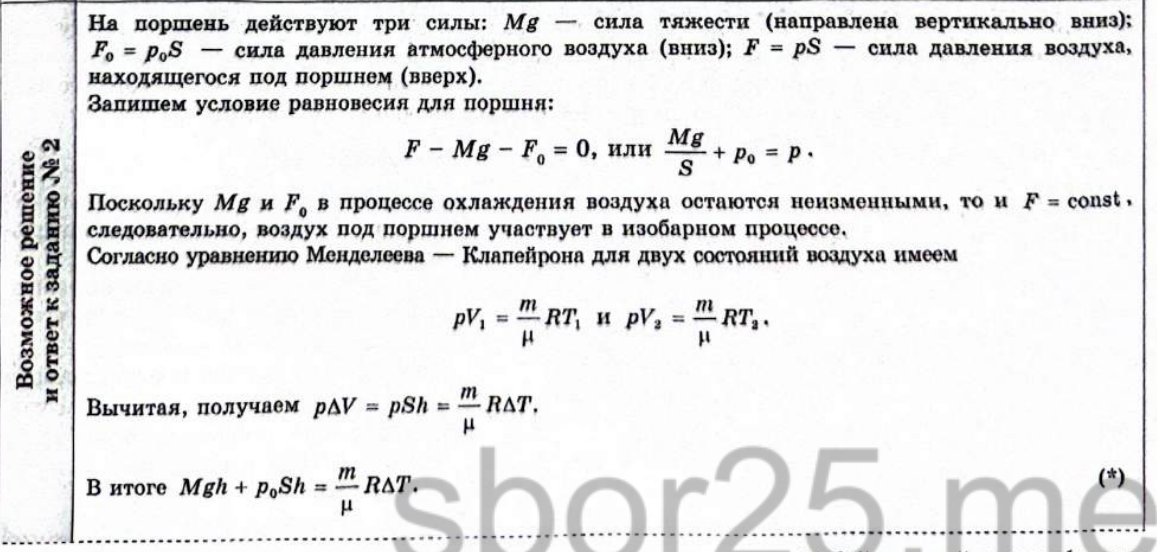 На поршень действуют три силы: Mg — сила тяжести (направлена вертикально вниз);
F₀ = p₀S — сила давления атмосферного воздуха (вниз); F = pS — сила давления воздуха,
находящегося под поршнем (вверх).
Запишем условие равновесия для поршня:
F − Mg − F₀ = 0, или Mg/S + p₀ = p.
Поскольку Mg и F₀ в процессе охлаждения воздуха остаются неизменными, то и F = const,
следовательно, воздух под поршнем участвует в изобарном процессе.
Согласно уравнению Менделеева — Клапейрона для двух состояний воздуха имеем
pV₁ = m/μ RT₁ и pV₂ = m/μ RT₂.
Вычитая, получаем pΔV = pSh = m/μ RΔT.
В итоге Mgh + p₀Sh = m/μ RΔT. (*)
Возможное решение
и ответ к заданию № 2
sbor25.me